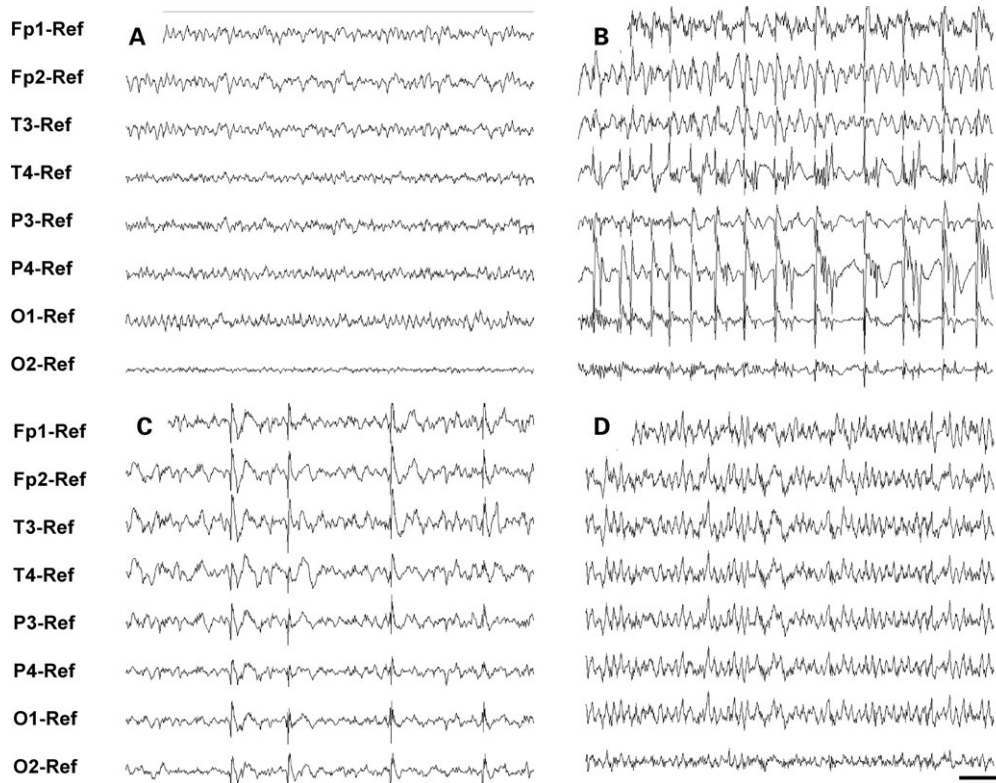 Fp1-Ref
A
B
Fp2-Ref
T3-Ref
T4-Ref
P3-Ref
P4-Ref
O1-Ref
O2-Ref
Fp1-Ref
C
D
Fp2-Ref
T3-Ref
T4-Ref
P3-Ref
P4-Ref
O1-Ref
O2-Ref